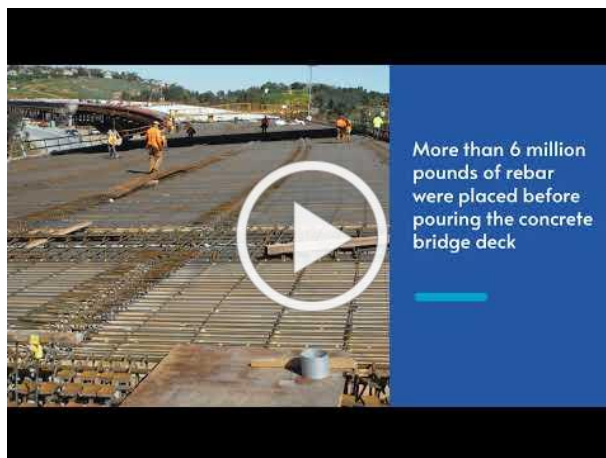 More than 6 million
pounds of rebar
were placed before
pouring the concrete
bridge deck